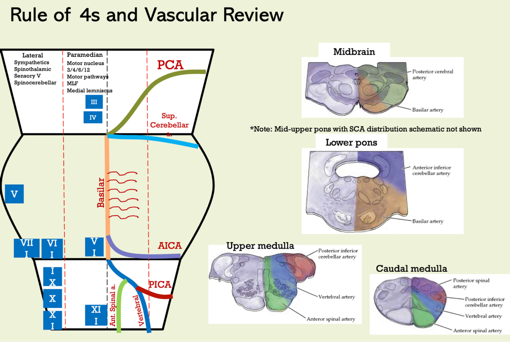 Rule of 4s and Vascular Review
Lateral
Sympathetics
Spinothalamic
Sensory V
Spinocerebellar
Paramedian
Motor nucleus
3/4/6/12
Motor pathways
MLF
Medial lemniscus
PCA
III
IV
Sup.
Cerebellar
Basilar
V
VII
I
VI
I
V
I
AICA
I
X
X
X
I
XI
I
PICA
Ant. Spinal
Vertebral
Midbrain
Posterior cerebral
artery
Basilar artery
*Note: Mid-upper pons with SCA distribution schematic not shown
Lower pons
Anterior inferior
cerebellar artery
Basilar artery
Upper medulla
Posterior inferior
cerebellar artery
Vertebral artery
Anterior spinal artery
Caudal medulla
Posterior spinal
artery
Posterior inferior
cerebellar artery
Vertebral artery
Anterior spinal artery